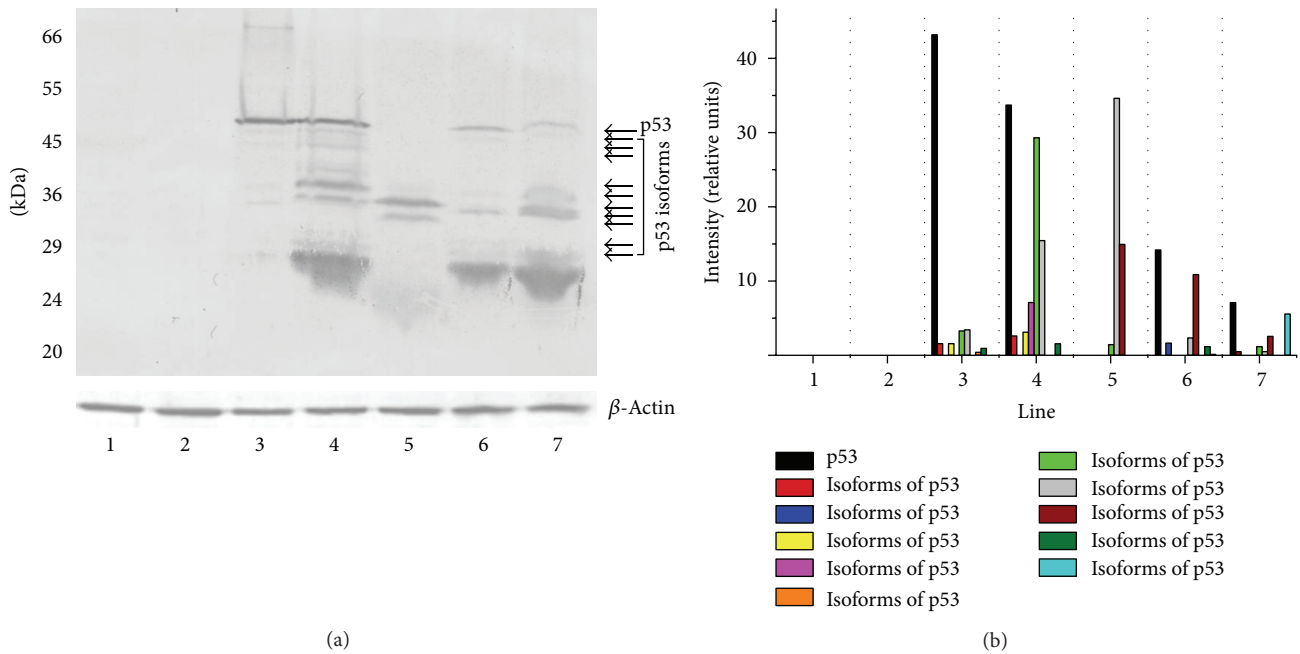 66
55
45
36
29
24
20
(kDa)
p53
p53 isoforms
β-Actin
1 2 3 4 5 6 7
(a)
Intensity (relative units)
40
30
20
10
1 2 3 4 5 6 7
Line
p53
Isoforms of p53
Isoforms of p53
Isoforms of p53
Isoforms of p53
Isoforms of p53
Isoforms of p53
Isoforms of p53
Isoforms of p53
Isoforms of p53
Isoforms of p53
(b)